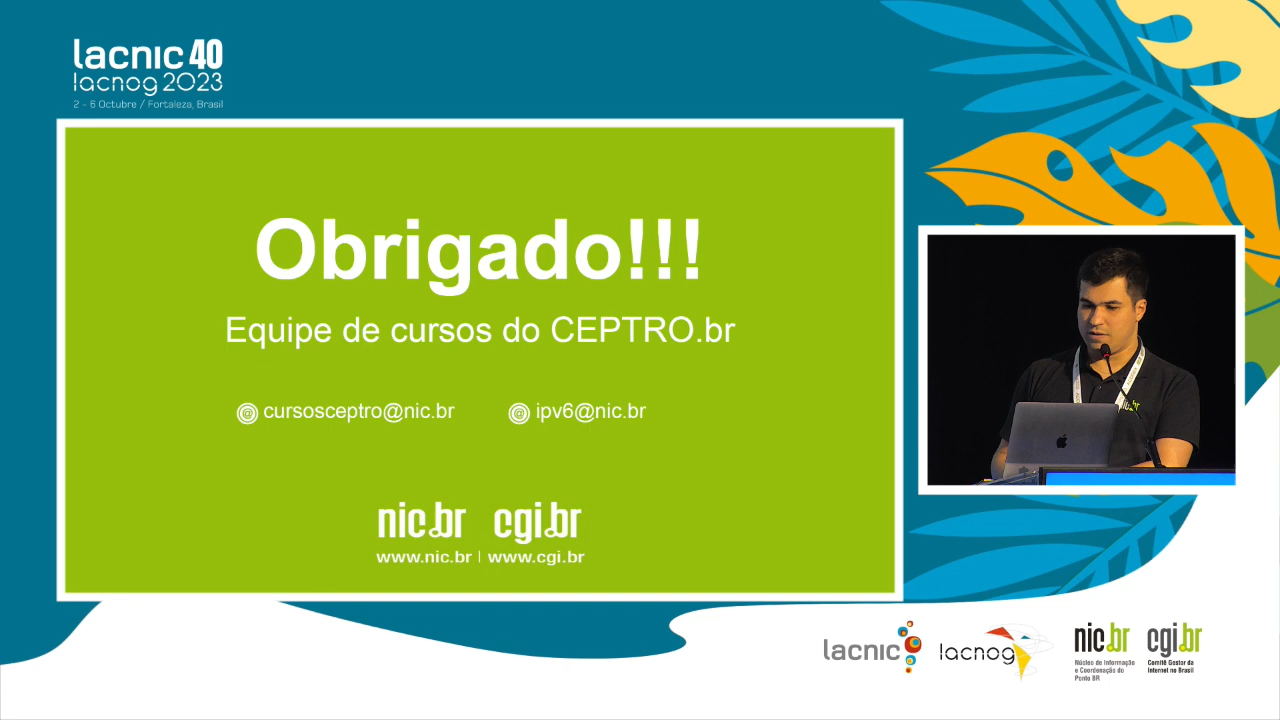 lacnic 40
lacnog 2023
2 - 6 Octubre / Fortaleza, Brasil
Obrigado!!!
Equipe de cursos do CEPTRO.br
@ cursosceptro@nic.br @ ipv6@nic.br
nic.br cgi.br
www.nic.br | www.cgi.br
lacnic
lacnog
nic.br
Núcleo de Informação
e Coordenação do
Ponto BR
cgi.br
Comitê Gestor da
Internet no Brasil